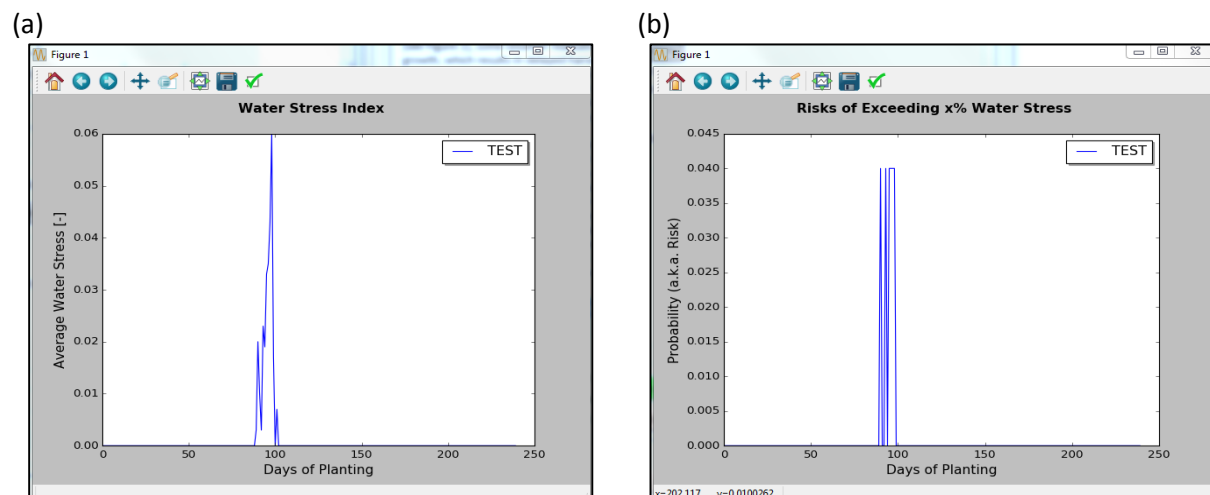 (a)
Figure 1
Water Stress Index
TEST
Average Water Stress [-]
0.06
0.05
0.04
0.03
0.02
0.01
0.00
0 50 100 150 200 250
Days of Planting
(b)
Figure 1
Risks of Exceeding x% Water Stress
TEST
Probability (a.k.a. Risk)
0.045
0.040
0.035
0.030
0.025
0.020
0.015
0.010
0.005
0.000
0 50 100 150 200 250
Days of Planting
x=202.117 y=0.0100262